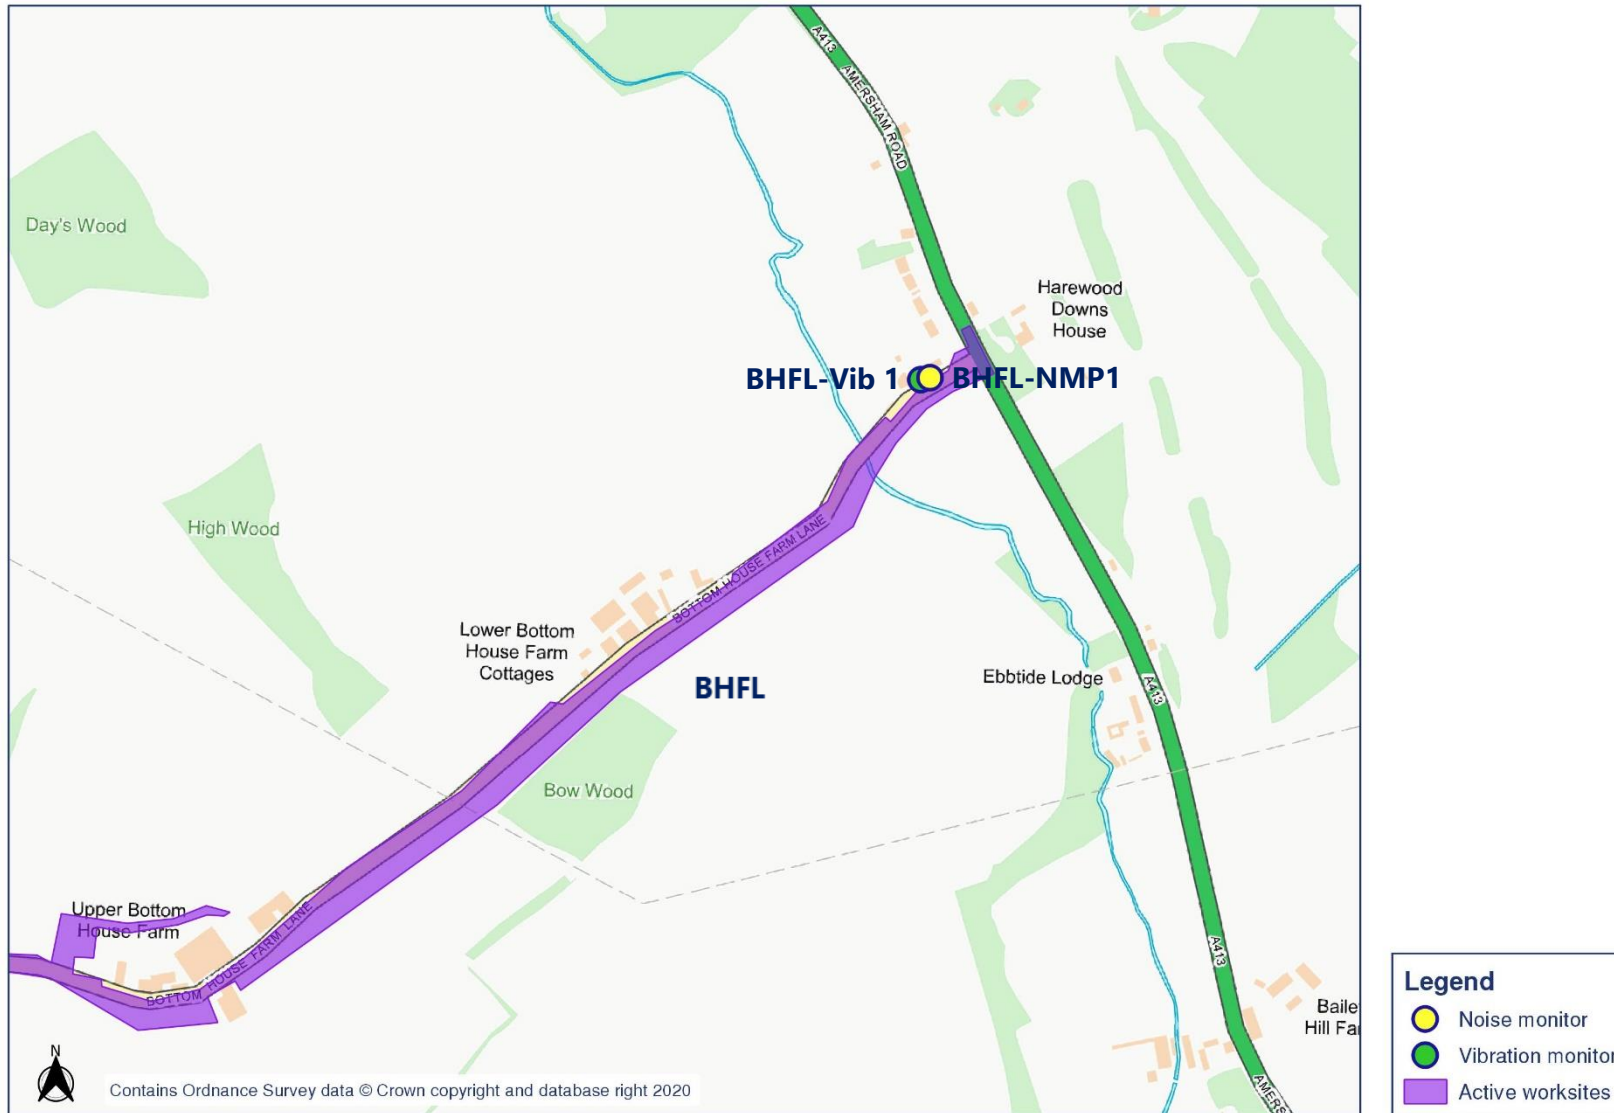 A413
AMERSHAM ROAD
Day's Wood
Harewood
Downs
House
BHFL-Vib 1
BHFL-NMP1
High Wood
BOTTOM HOUSE FARM LANE
Lower Bottom
House Farm
Cottages
Ebbtide Lodge
BHFL
A413
Bow Wood
Upper Bottom
House Farm
BOTTOM HOUSE FARM LANE
A413
Baile
Hill Fa
AMERS
N
Contains Ordnance Survey data © Crown copyright and database right 2020
Legend
Noise monitor
Vibration monitor
Active worksites